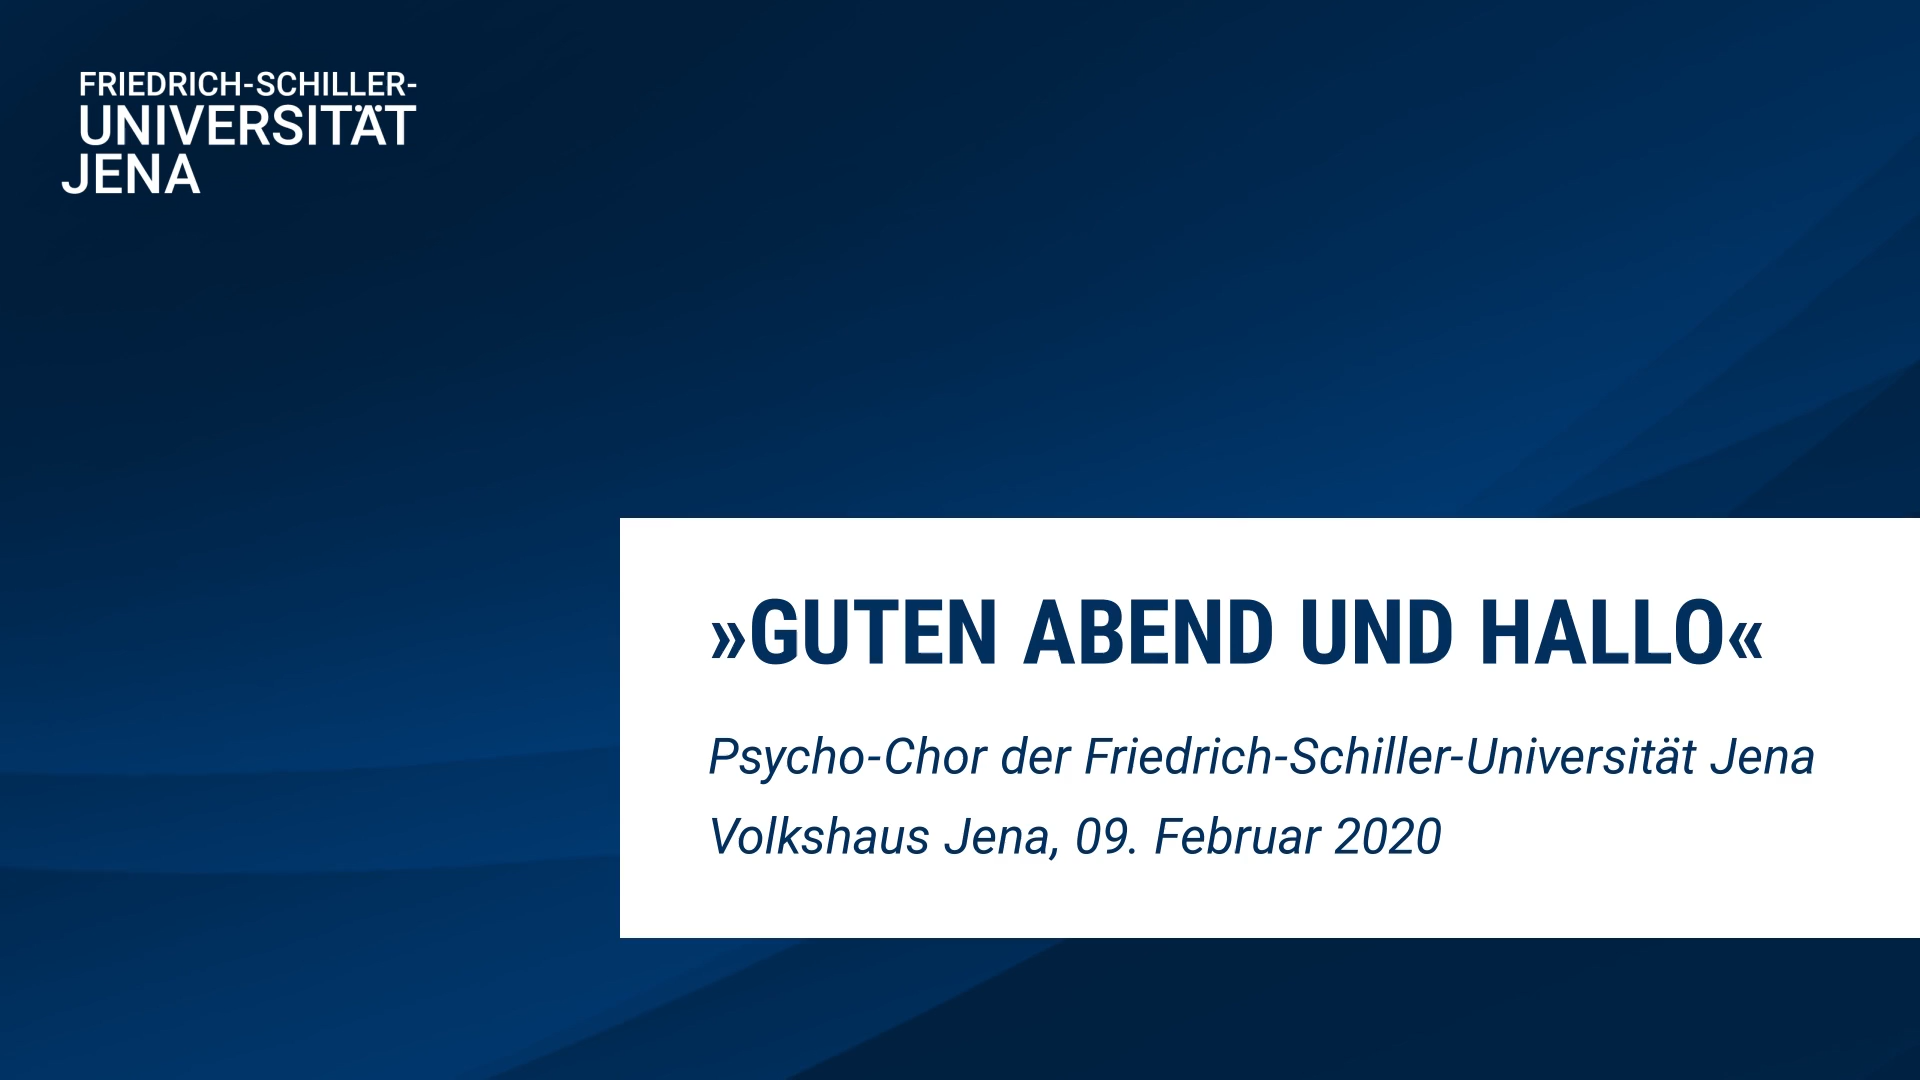 FRIEDRICH-SCHILLER-
UNIVERSITÄT
JENA
»GUTEN ABEND UND HALLO«
Psycho-Chor der Friedrich-Schiller-Universität Jena
Volkshaus Jena, 09. Februar 2020